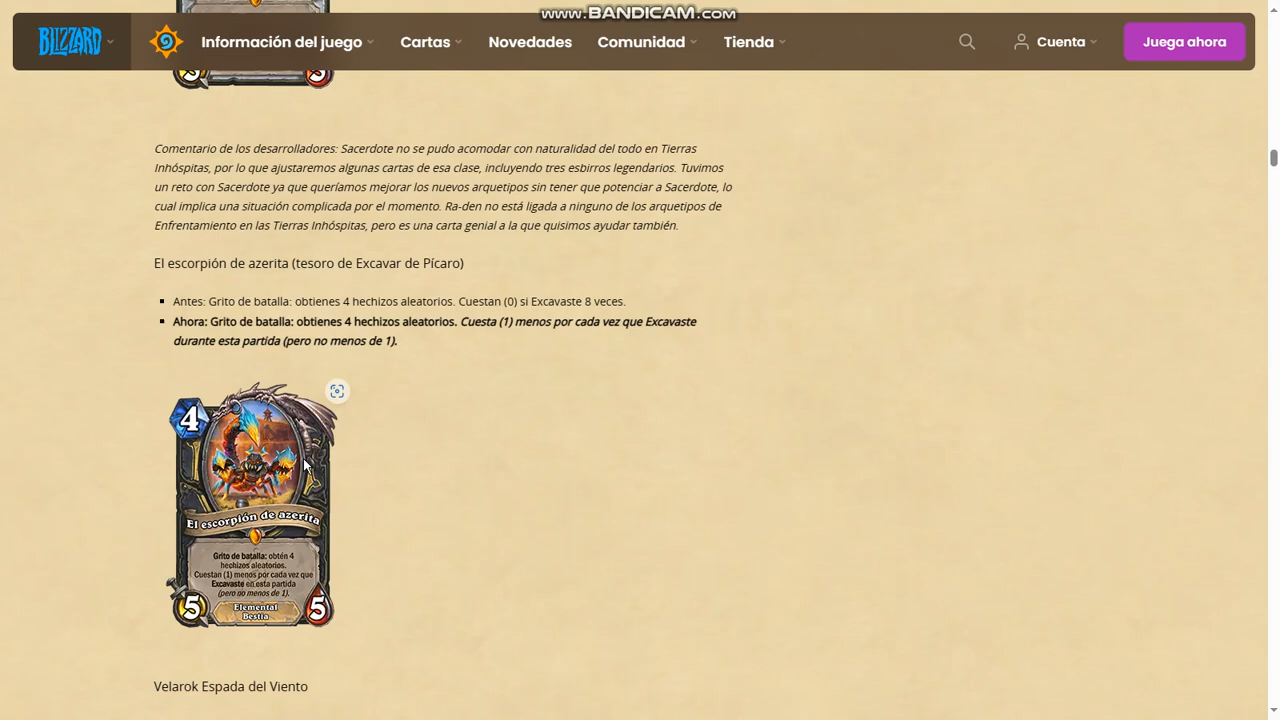 www.BANDICAM.com
BLIZZARD
Información del juego
Cartas
Novedades
Comunidad
Tienda
Cuenta
Juega ahora
Comentario de los desarrolladores: Sacerdote no se pudo acomodar con naturalidad del todo en Tierras
Inhóspitas, por lo que ajustaremos algunas cartas de esa clase, incluyendo tres esbirros legendarios. Tuvimos
un reto con Sacerdote ya que queríamos mejorar los nuevos arquetipos sin tener que potenciar a Sacerdote, lo
cual implica una situación complicada por el momento. Ra-den no está ligada a ninguno de los arquetipos de
Enfrentamiento en las Tierras Inhóspitas, pero es una carta genial a la que quisimos ayudar también.
El escorpión de azerita (tesoro de Excavar de Pícaro)
Antes: Grito de batalla: obtienes 4 hechizos aleatorios. Cuestan (0) si Excavaste 8 veces.
Ahora: Grito de batalla: obtienes 4 hechizos aleatorios. Cuesta (1) menos por cada vez que Excavaste
durante esta partida (pero no menos de 1).
4
El escorpión de azerita
Grito de batalla: obtén 4
hechizos aleatorios.
Cuestan (1) menos por cada vez que
Excavaste en esta partida
(pero no menos de 1).
5
Elemental
Bestia
5
Velarok Espada del Viento